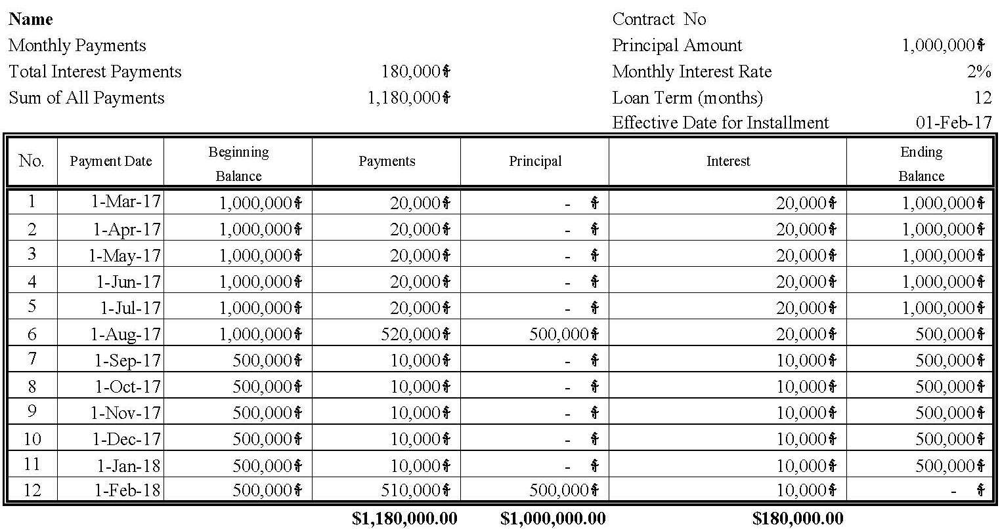 Name Contract No
Monthly Payments Principal Amount 1,000,000៛
Total Interest Payments 180,000៛ Monthly Interest Rate 2%
Sum of All Payments 1,180,000៛ Loan Term (months) 12
Effective Date for Installment 01-Feb-17
No. Payment Date Beginning Balance Payments Principal Interest Ending Balance
1 1-Mar-17 1,000,000៛ 20,000៛ - ៛ 20,000៛ 1,000,000៛
2 1-Apr-17 1,000,000៛ 20,000៛ - ៛ 20,000៛ 1,000,000៛
3 1-May-17 1,000,000៛ 20,000៛ - ៛ 20,000៛ 1,000,000៛
4 1-Jun-17 1,000,000៛ 20,000៛ - ៛ 20,000៛ 1,000,000៛
5 1-Jul-17 1,000,000៛ 20,000៛ - ៛ 20,000៛ 1,000,000៛
6 1-Aug-17 1,000,000៛ 520,000៛ 500,000៛ 20,000៛ 500,000៛
7 1-Sep-17 500,000៛ 10,000៛ - ៛ 10,000៛ 500,000៛
8 1-Oct-17 500,000៛ 10,000៛ - ៛ 10,000៛ 500,000៛
9 1-Nov-17 500,000៛ 10,000៛ - ៛ 10,000៛ 500,000៛
10 1-Dec-17 500,000៛ 10,000៛ - ៛ 10,000៛ 500,000៛
11 1-Jan-18 500,000៛ 10,000៛ - ៛ 10,000៛ 500,000៛
12 1-Feb-18 500,000៛ 510,000៛ 500,000៛ 10,000៛ - ៛
$1,180,000.00 $1,000,000.00 $180,000.00